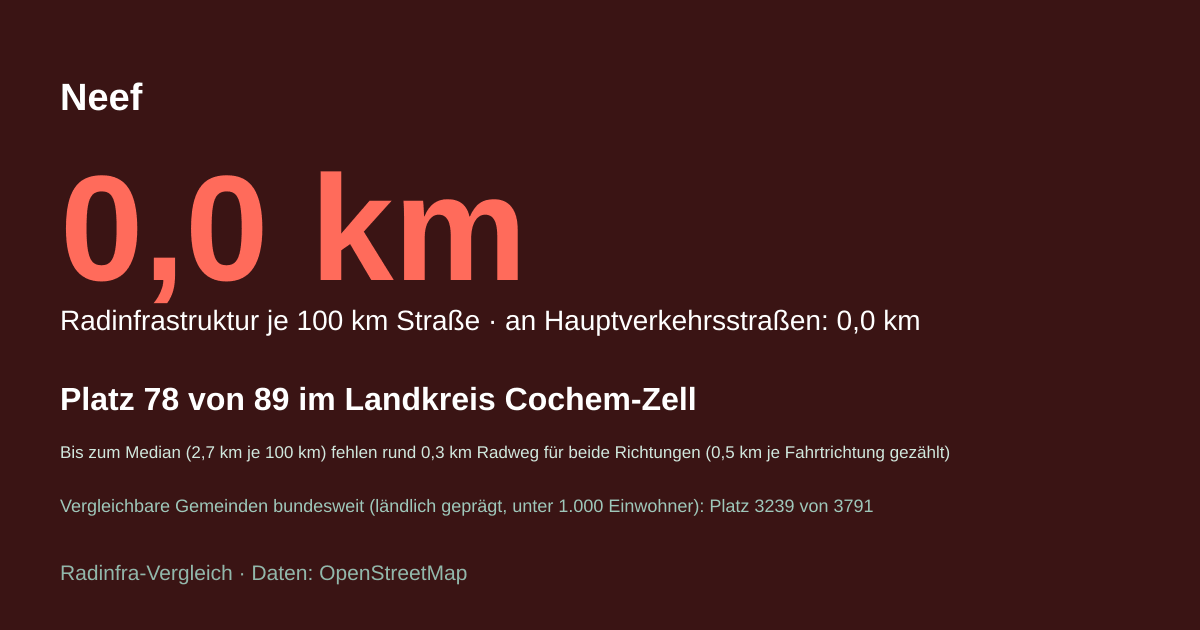 Neef
0,0 km
Radinfrastruktur je 100 km Straße · an Hauptverkehrsstraßen: 0,0 km
Platz 78 von 89 im Landkreis Cochem-Zell
Bis zum Median (2,7 km je 100 km) fehlen rund 0,3 km Radweg für beide Richtungen (0,5 km je Fahrtrichtung gezählt)
Vergleichbare Gemeinden bundesweit (ländlich geprägt, unter 1.000 Einwohner): Platz 3239 von 3791
Radinfra-Vergleich · Daten: OpenStreetMap